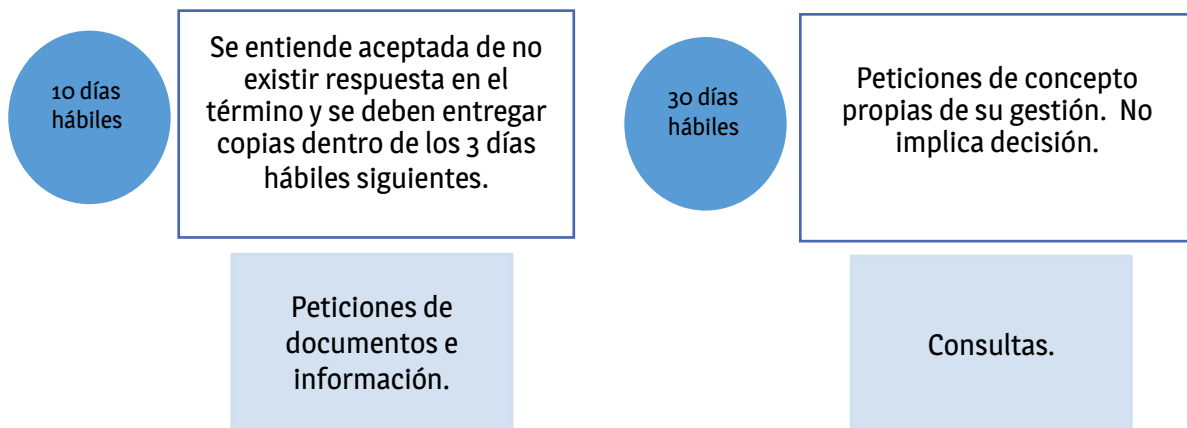 10 días
hábiles
Se entiende aceptada de no
existir respuesta en el
término y se deben entregar
copias dentro de los 3 días
hábiles siguientes.
Peticiones de
documentos e
información.
30 días
hábiles
Peticiones de concepto
propias de su gestión.  No
implica decisión.
Consultas.